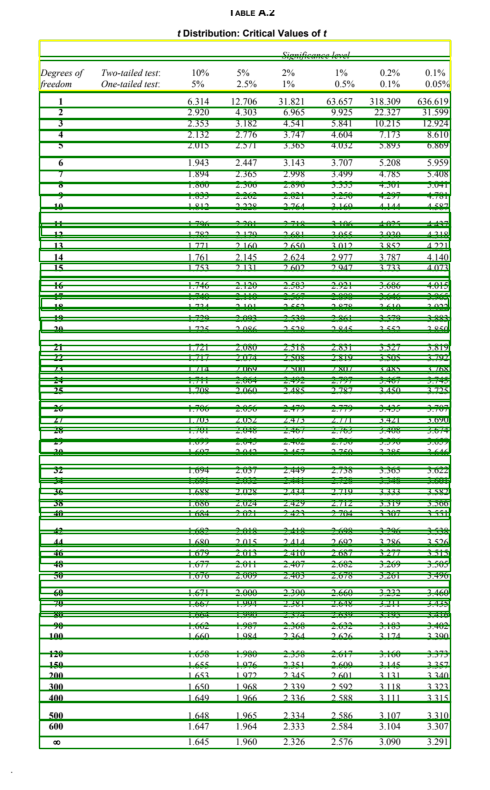 TABLE A.2
t Distribution: Critical Values of t
Significance level
Degrees of Two-tailed test: 10% 5% 2% 1% 0.2% 0.1%
freedom One-tailed test: 5% 2.5% 1% 0.5% 0.1% 0.05%
1 6.314 12.706 31.821 63.657 318.309 636.619
2 2.920 4.303 6.965 9.925 22.327 31.599
3 2.353 3.182 4.541 5.841 10.215 12.924
4 2.132 2.776 3.747 4.604 7.173 8.610
5 2.015 2.571 3.365 4.032 5.893 6.869
6 1.943 2.447 3.143 3.707 5.208 5.959
7 1.894 2.365 2.998 3.499 4.785 5.408
8 1.860 2.306 2.896 3.355 4.501 5.041
9 1.833 2.262 2.821 3.250 4.297 4.781
10 1.812 2.228 2.764 3.169 4.144 4.587
11 1.796 2.201 2.718 3.106 4.025 4.437
12 1.782 2.179 2.681 3.055 3.930 4.318
13 1.771 2.160 2.650 3.012 3.852 4.221
14 1.761 2.145 2.624 2.977 3.787 4.140
15 1.753 2.131 2.602 2.947 3.733 4.073
16 1.746 2.120 2.583 2.921 3.686 4.015
17 1.740 2.110 2.567 2.898 3.646 3.965
18 1.734 2.101 2.552 2.878 3.610 3.922
19 1.729 2.093 2.539 2.861 3.579 3.883
20 1.725 2.086 2.528 2.845 3.552 3.850
21 1.721 2.080 2.518 2.831 3.527 3.819
22 1.717 2.074 2.508 2.819 3.505 3.792
23 1.714 2.069 2.500 2.807 3.485 3.768
24 1.711 2.064 2.492 2.797 3.467 3.745
25 1.708 2.060 2.485 2.787 3.450 3.725
26 1.706 2.056 2.479 2.779 3.435 3.707
27 1.703 2.052 2.473 2.771 3.421 3.690
28 1.701 2.048 2.467 2.763 3.408 3.674
29 1.699 2.045 2.462 2.756 3.396 3.659
30 1.697 2.042 2.457 2.750 3.385 3.646
32 1.694 2.037 2.449 2.738 3.365 3.622
34 1.691 2.032 2.441 2.728 3.348 3.601
36 1.688 2.028 2.434 2.719 3.333 3.582
38 1.686 2.024 2.429 2.712 3.319 3.566
40 1.684 2.021 2.423 2.704 3.307 3.551
42 1.682 2.018 2.418 2.698 3.296 3.538
44 1.680 2.015 2.414 2.692 3.286 3.526
46 1.679 2.013 2.410 2.687 3.277 3.515
48 1.677 2.011 2.407 2.682 3.269 3.505
50 1.676 2.009 2.403 2.678 3.261 3.496
60 1.671 2.000 2.390 2.660 3.232 3.460
70 1.667 1.994 2.381 2.648 3.211 3.435
80 1.664 1.990 2.374 2.639 3.195 3.416
90 1.662 1.987 2.368 2.632 3.183 3.402
100 1.660 1.984 2.364 2.626 3.174 3.390
120 1.658 1.980 2.358 2.617 3.160 3.373
150 1.655 1.976 2.351 2.609 3.145 3.357
200 1.653 1.972 2.345 2.601 3.131 3.340
300 1.650 1.968 2.339 2.592 3.118 3.323
400 1.649 1.966 2.336 2.588 3.111 3.315
500 1.648 1.965 2.334 2.586 3.107 3.310
600 1.647 1.964 2.333 2.584 3.104 3.307
∞ 1.645 1.960 2.326 2.576 3.090 3.291